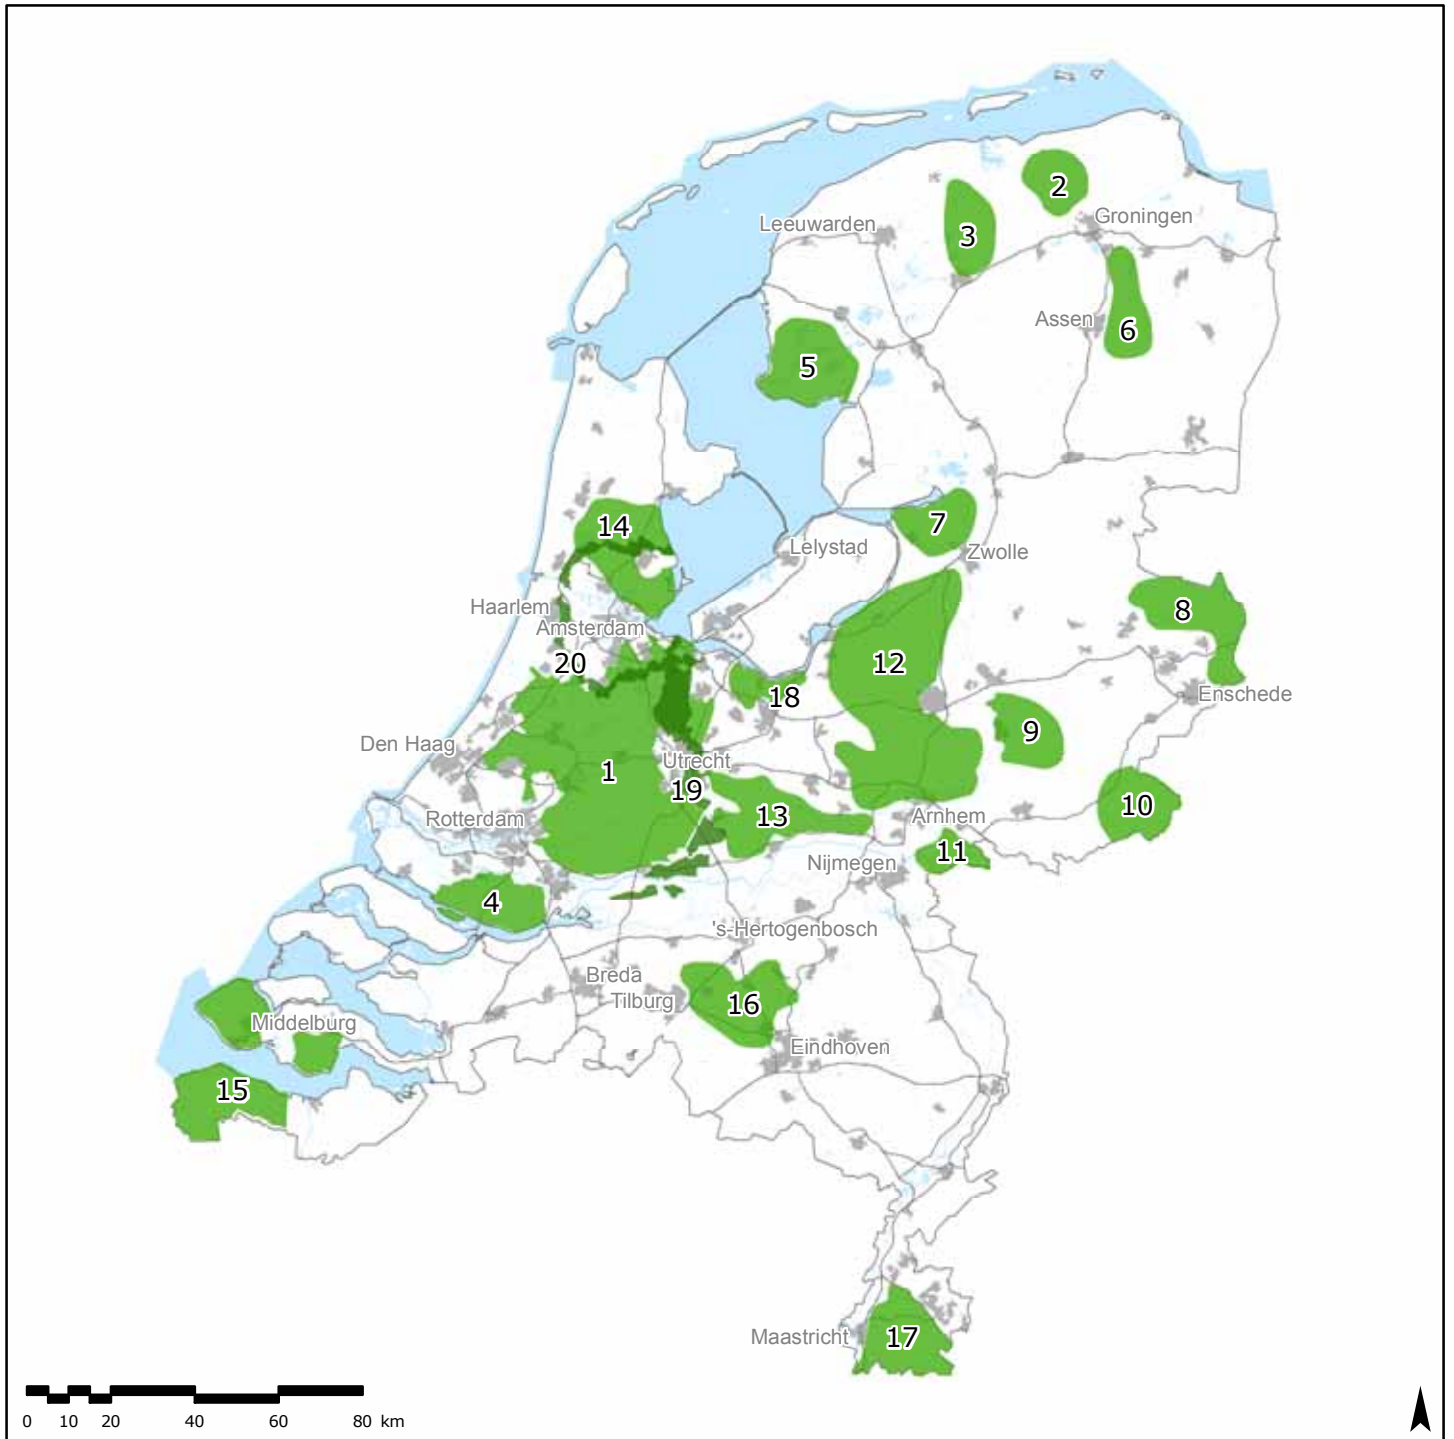 2
Groningen
Leeuwarden
3
Assen
6
5
14
7
Lelystad
Zwolle
Haarlem
8
Amsterdam
20
12
18
Enschede
9
Den Haag
Utrecht
1
19
10
13
Rotterdam
Arnhem
11
Nijmegen
4
's-Hertogenbosch
Breda
Tilburg
16
Middelburg
Eindhoven
15
Maastricht
17
0 10 20 40 60 80 km